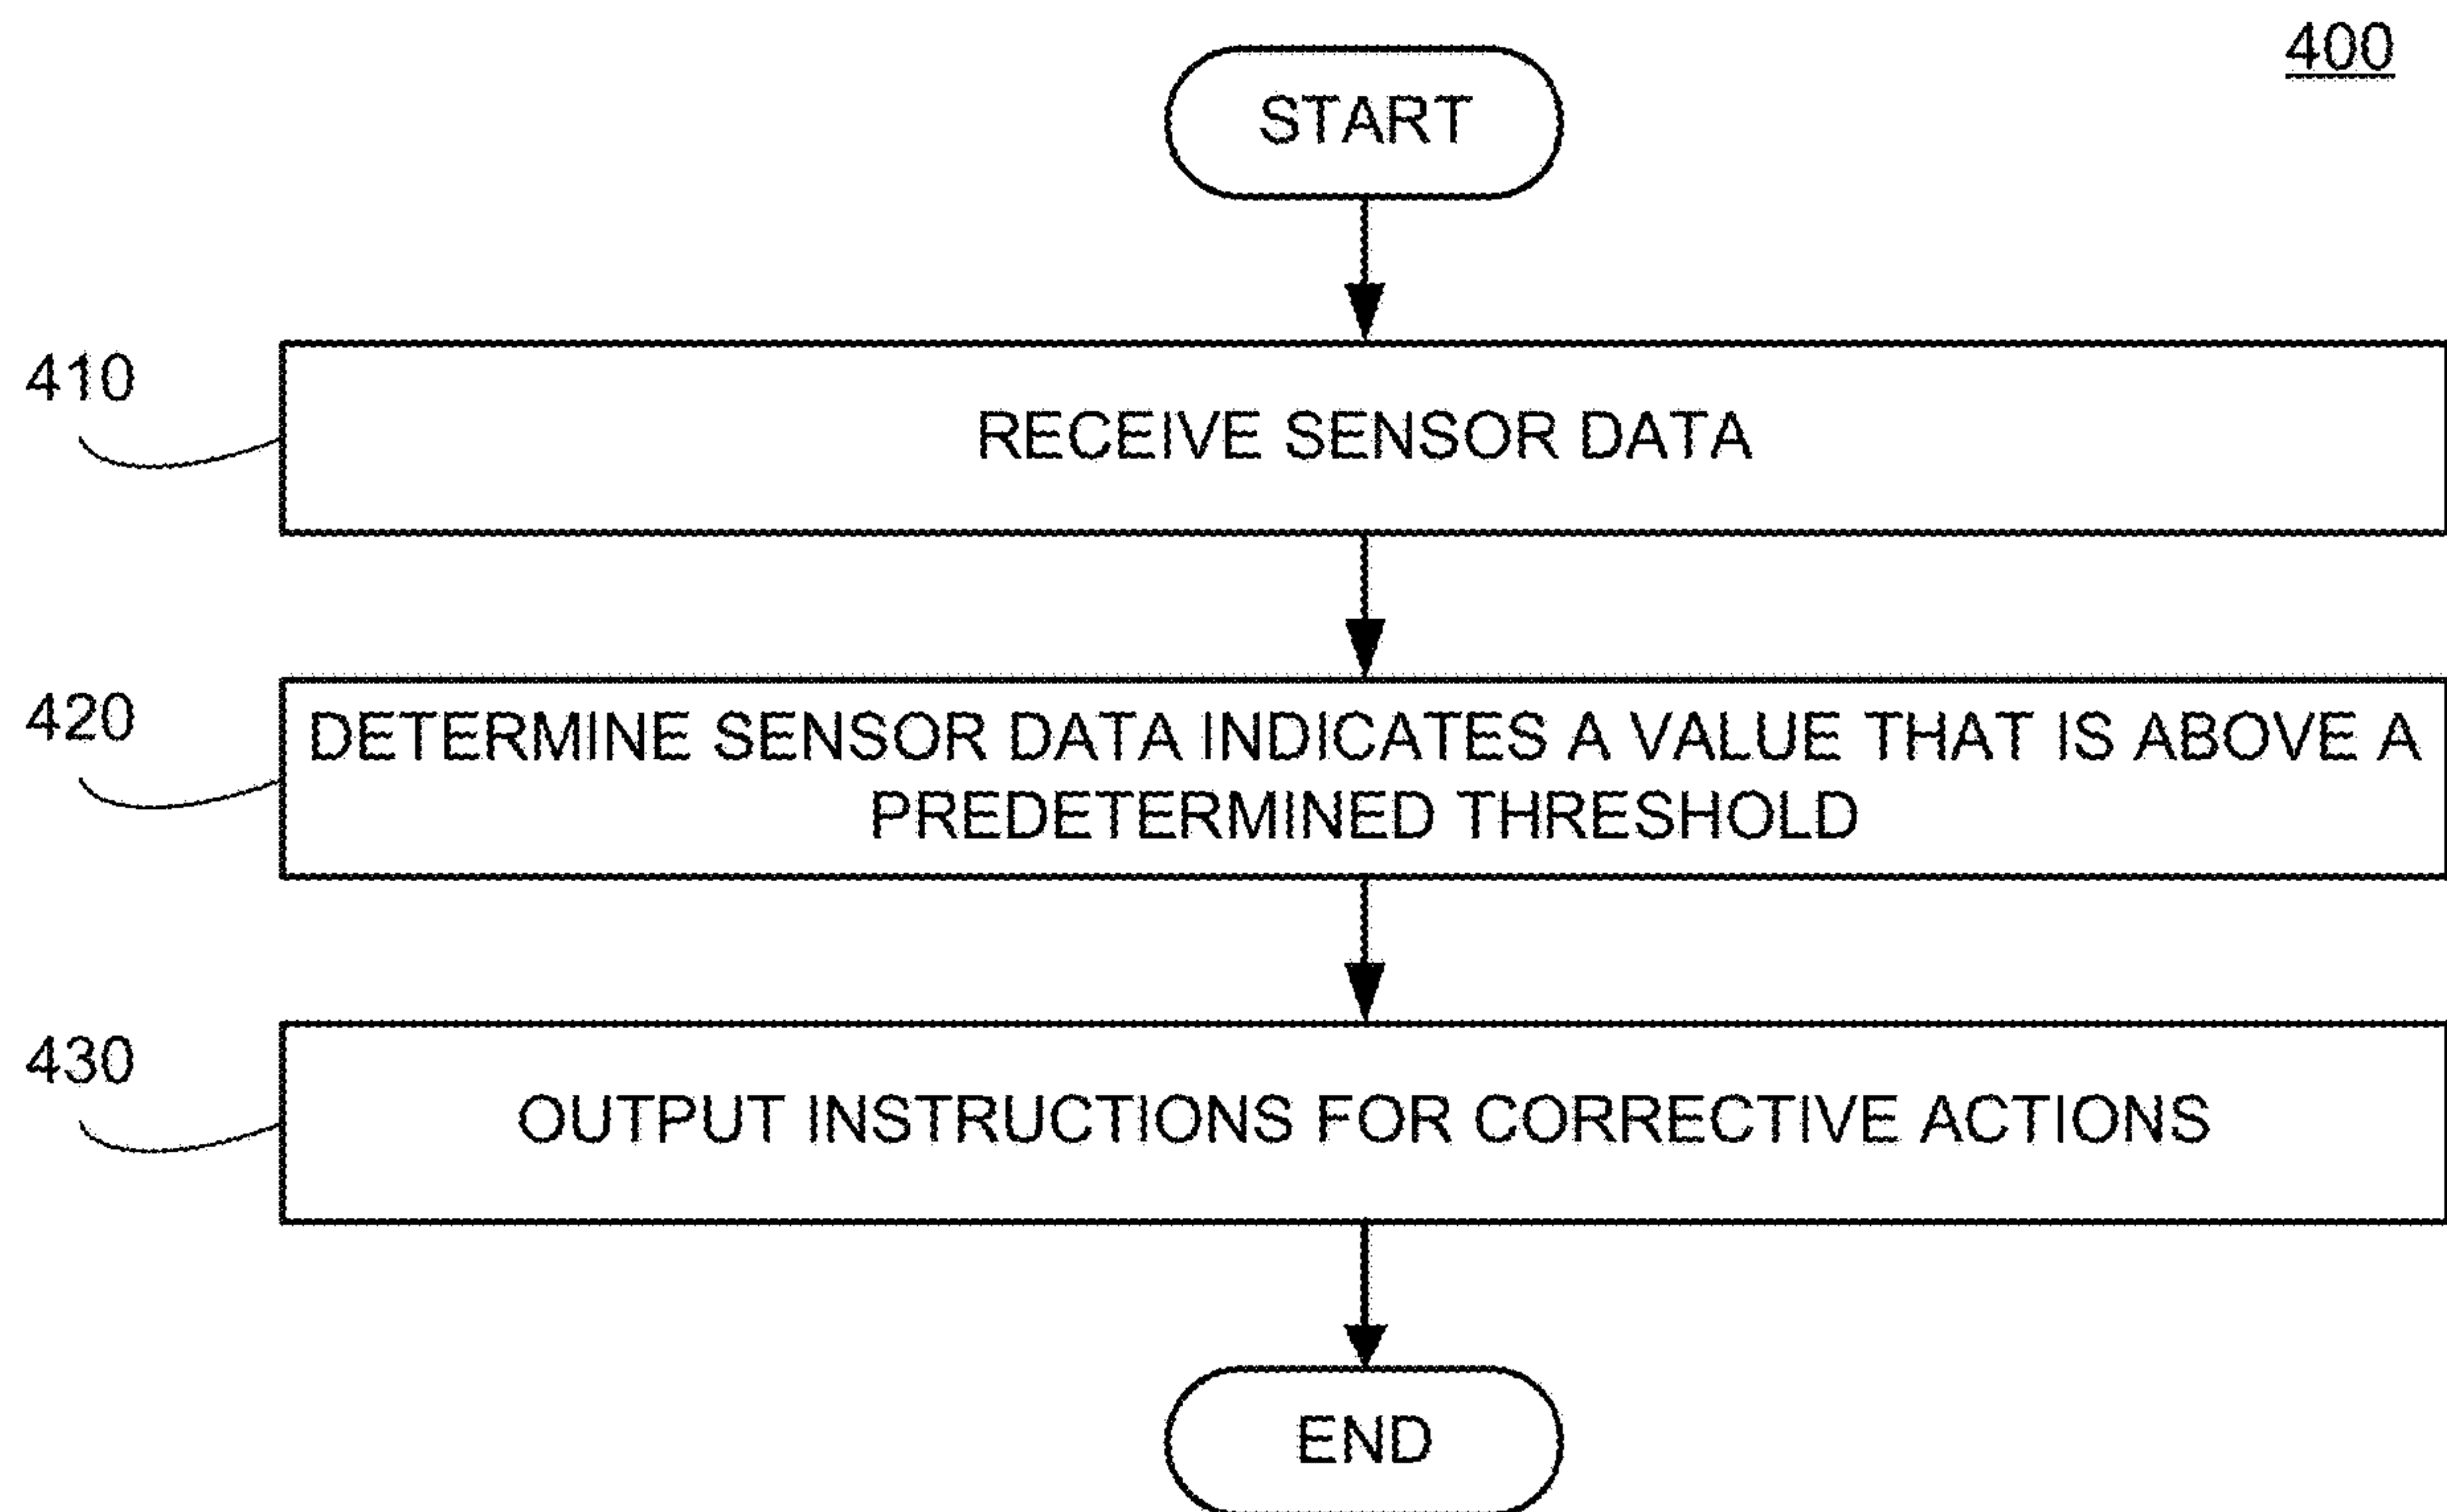 400
START
410
RECEIVE SENSOR DATA
420
DETERMINE SENSOR DATA INDICATES A VALUE THAT IS ABOVE A
PREDETERMINED THRESHOLD
430
OUTPUT INSTRUCTIONS FOR CORRECTIVE ACTIONS
END